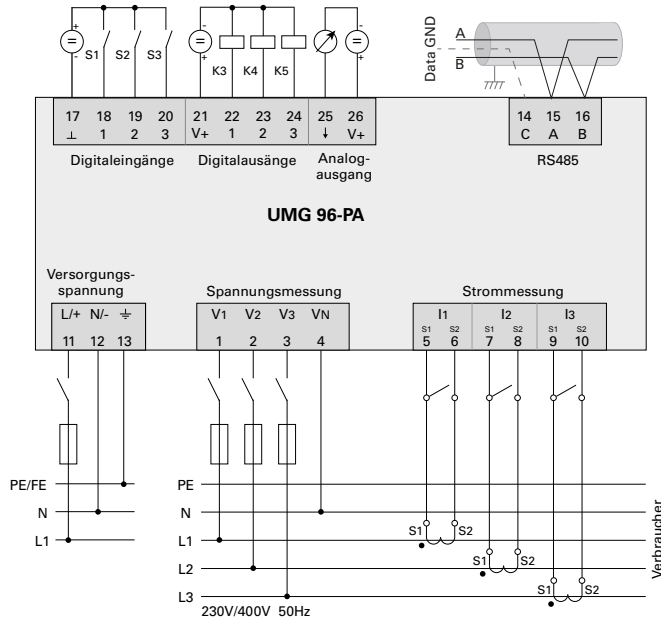 + - S1 S2 S3 - + K3 K4 K5 - + Data GND A B
17 18 19 20 21 22 23 24 25 26 14 15 16
⊥ 1 2 3 V+ 1 2 3 ↓ V+ C A B
Digitaleingänge Digitalausänge Analog-
ausgang
RS485
UMG 96-PA
Versorgungs-
spannung
Spannungsmessung
Strommessung
L/+ N/- ⏚ V1 V2 V3 VN I1 I2 I3
S1 S2 S1 S2 S1 S2
11 12 13 1 2 3 4 5 6 7 8 9 10
PE/FE PE
N N
L1 L1 S1 S2
L2 S1 S2
L3 S1 S2
230V/400V 50Hz
Verbraucher